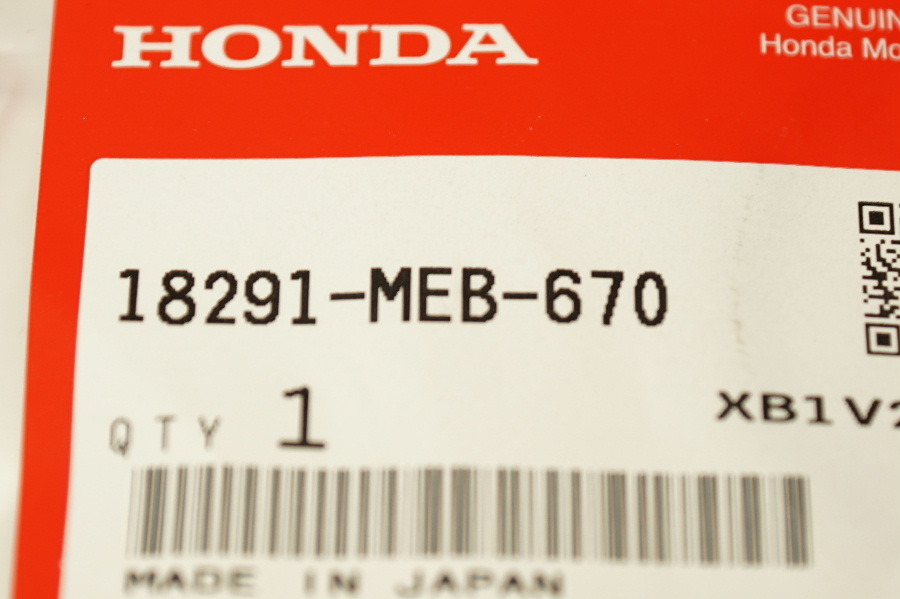 HONDA
GENUIN
Honda Mo
18291-MEB-670
QTY 1
XB1V2
MADE IN JAPAN